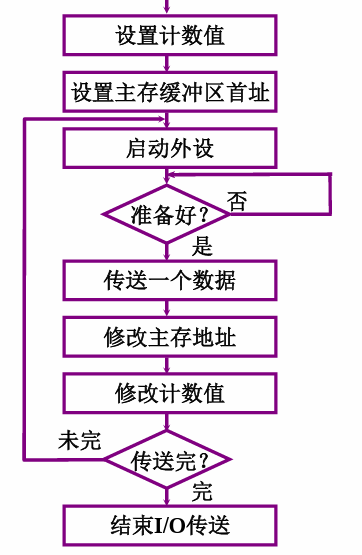 设置计数值
设置主存缓冲区首址
启动外设
准备好？
否
是
传送一个数据
修改主存地址
修改计数值
未完
传送完？
完
结束I/O传送